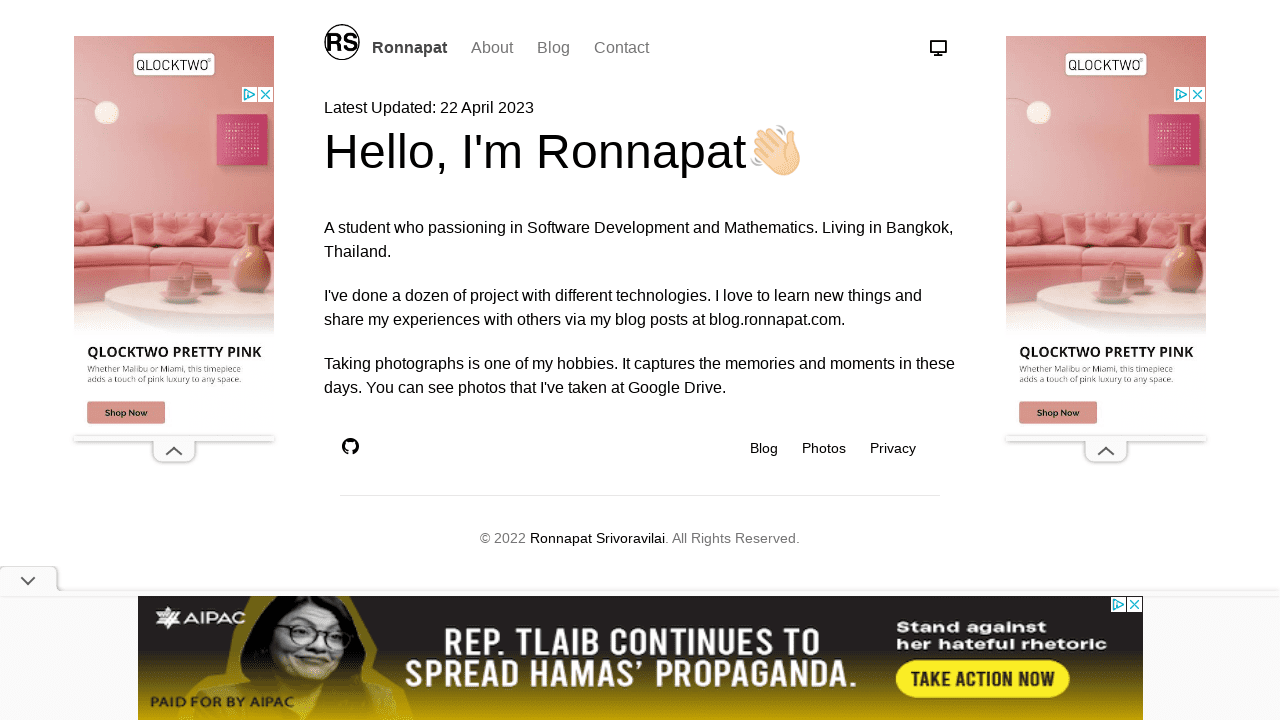 RS Ronnapat About Blog Contact
Latest Updated: 22 April 2023
Hello, I'm Ronnapat
A student who passioning in Software Development and Mathematics. Living in Bangkok,
Thailand.
I've done a dozen of project with different technologies. I love to learn new things and
share my experiences with others via my blog posts at blog.ronnapat.com.
Taking photographs is one of my hobbies. It captures the memories and moments in these
days. You can see photos that I've taken at Google Drive.
Blog Photos Privacy
© 2022 Ronnapat Srivoravilai. All Rights Reserved.
QLOCKTWO®
QLOCKTWO PRETTY PINK
Whether Malibu or Miami, this timepiece
adds a touch of pink luxury to any space.
Shop Now
QLOCKTWO®
QLOCKTWO PRETTY PINK
Whether Malibu or Miami, this timepiece
adds a touch of pink luxury to any space.
Shop Now
AIPAC
REP. TLAIB CONTINUES TO
SPREAD HAMAS' PROPAGANDA.
Stand against
her hateful rhetoric
TAKE ACTION NOW
PAID FOR BY AIPAC